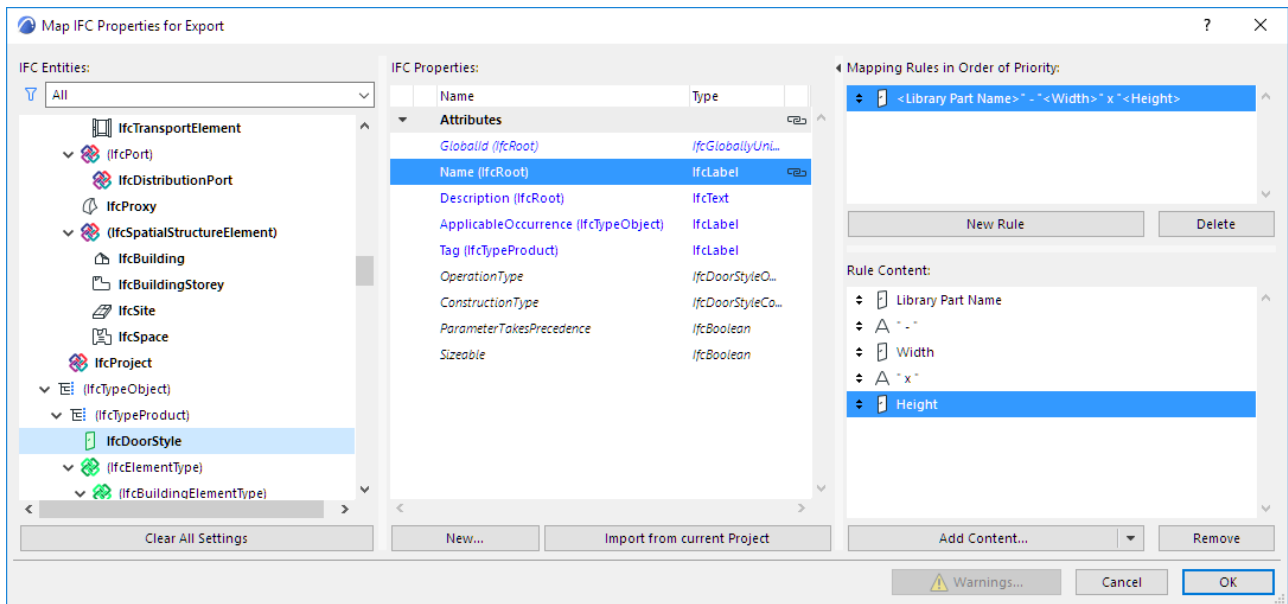 Map IFC Properties for Export
?
IFC Entities:
All
IfcTransportElement
(IfcPort)
IfcDistributionPort
IfcProxy
(IfcSpatialStructureElement)
IfcBuilding
IfcBuildingStorey
IfcSite
IfcSpace
IfcProject
(IfcTypeObject)
(IfcTypeProduct)
IfcDoorStyle
(IfcElementType)
(IfcBuildingElementType)
Clear All Settings
IFC Properties:
Name Type
Attributes
GlobalId (IfcRoot) IfcGloballyUni...
Name (IfcRoot) IfcLabel
Description (IfcRoot) IfcText
ApplicableOccurrence (IfcTypeObject) IfcLabel
Tag (IfcTypeProduct) IfcLabel
OperationType IfcDoorStyleO...
ConstructionType IfcDoorStyleCo...
ParameterTakesPrecedence IfcBoolean
Sizeable IfcBoolean
New... Import from current Project
Mapping Rules in Order of Priority:
<Library Part Name>" - "<Width>" x "<Height>
New Rule Delete
Rule Content:
Library Part Name
" - "
Width
" x "
Height
Add Content... Remove
Warnings... Cancel OK